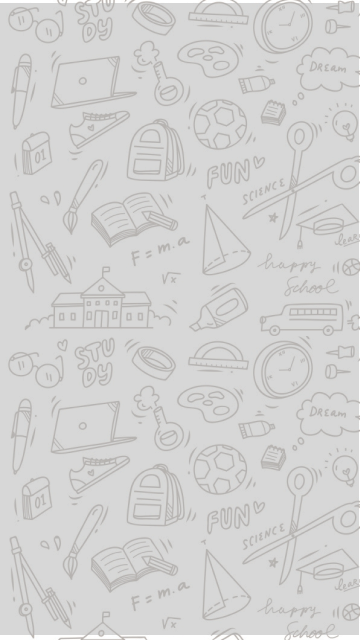 STUDY
DREAM
01
FUN
SCIENCE
F = m.a
√x
happy
School
STUDY
DREAM
01
FUN
SCIENCE
F = m.a
√x
happy
School